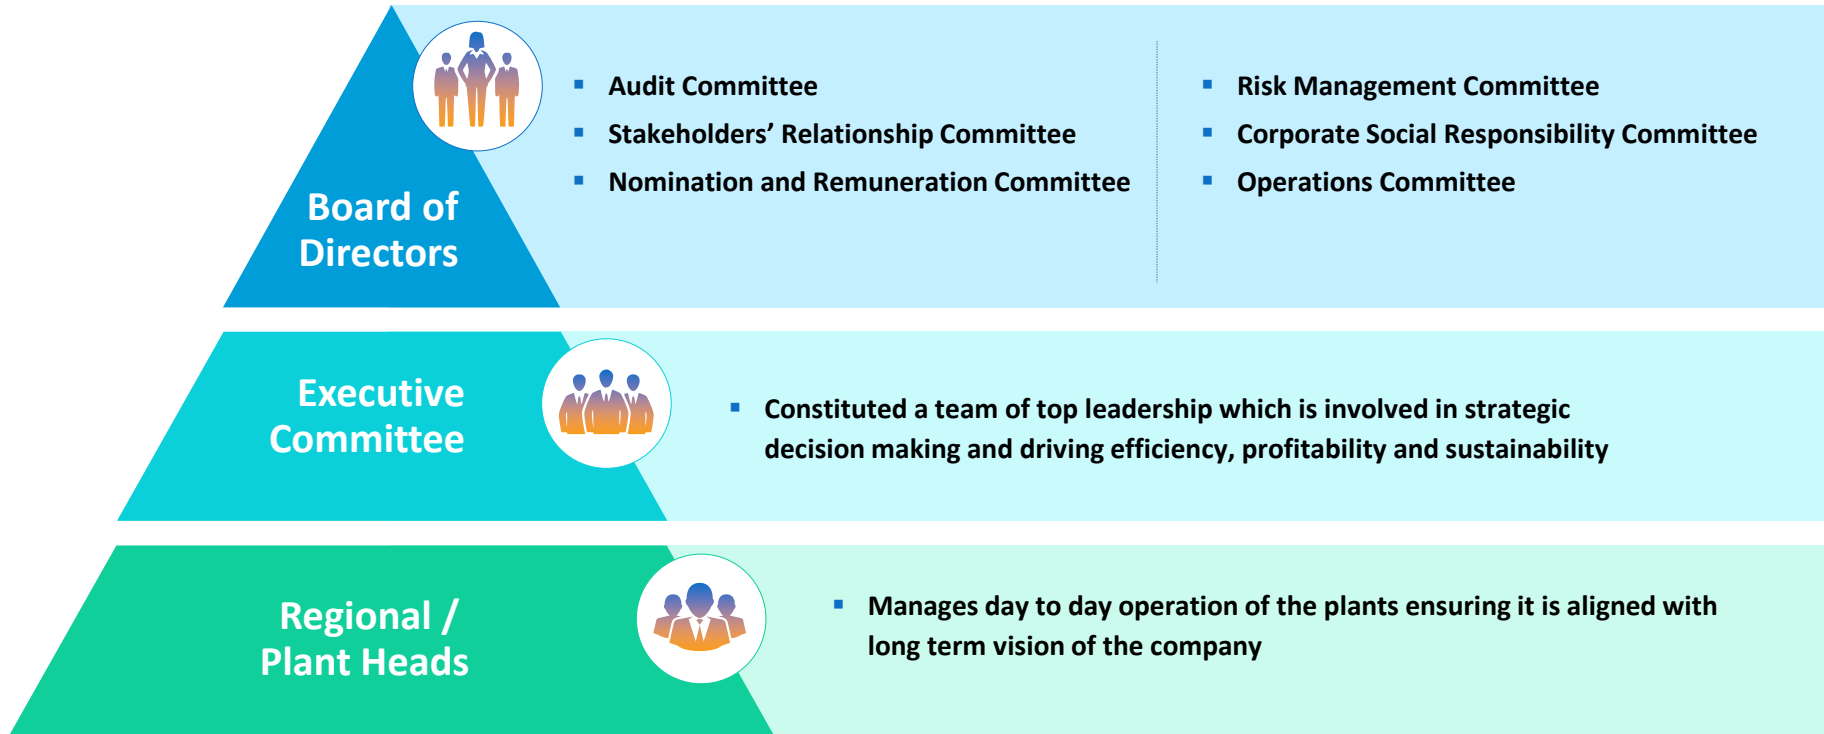 Board of
Directors
▪ Audit Committee
▪ Stakeholders’ Relationship Committee
▪ Nomination and Remuneration Committee
▪ Risk Management Committee
▪ Corporate Social Responsibility Committee
▪ Operations Committee
Executive
Committee
▪ Constituted a team of top leadership which is involved in strategic
decision making and driving efficiency, profitability and sustainability
Regional /
Plant Heads
▪ Manages day to day operation of the plants ensuring it is aligned with
long term vision of the company